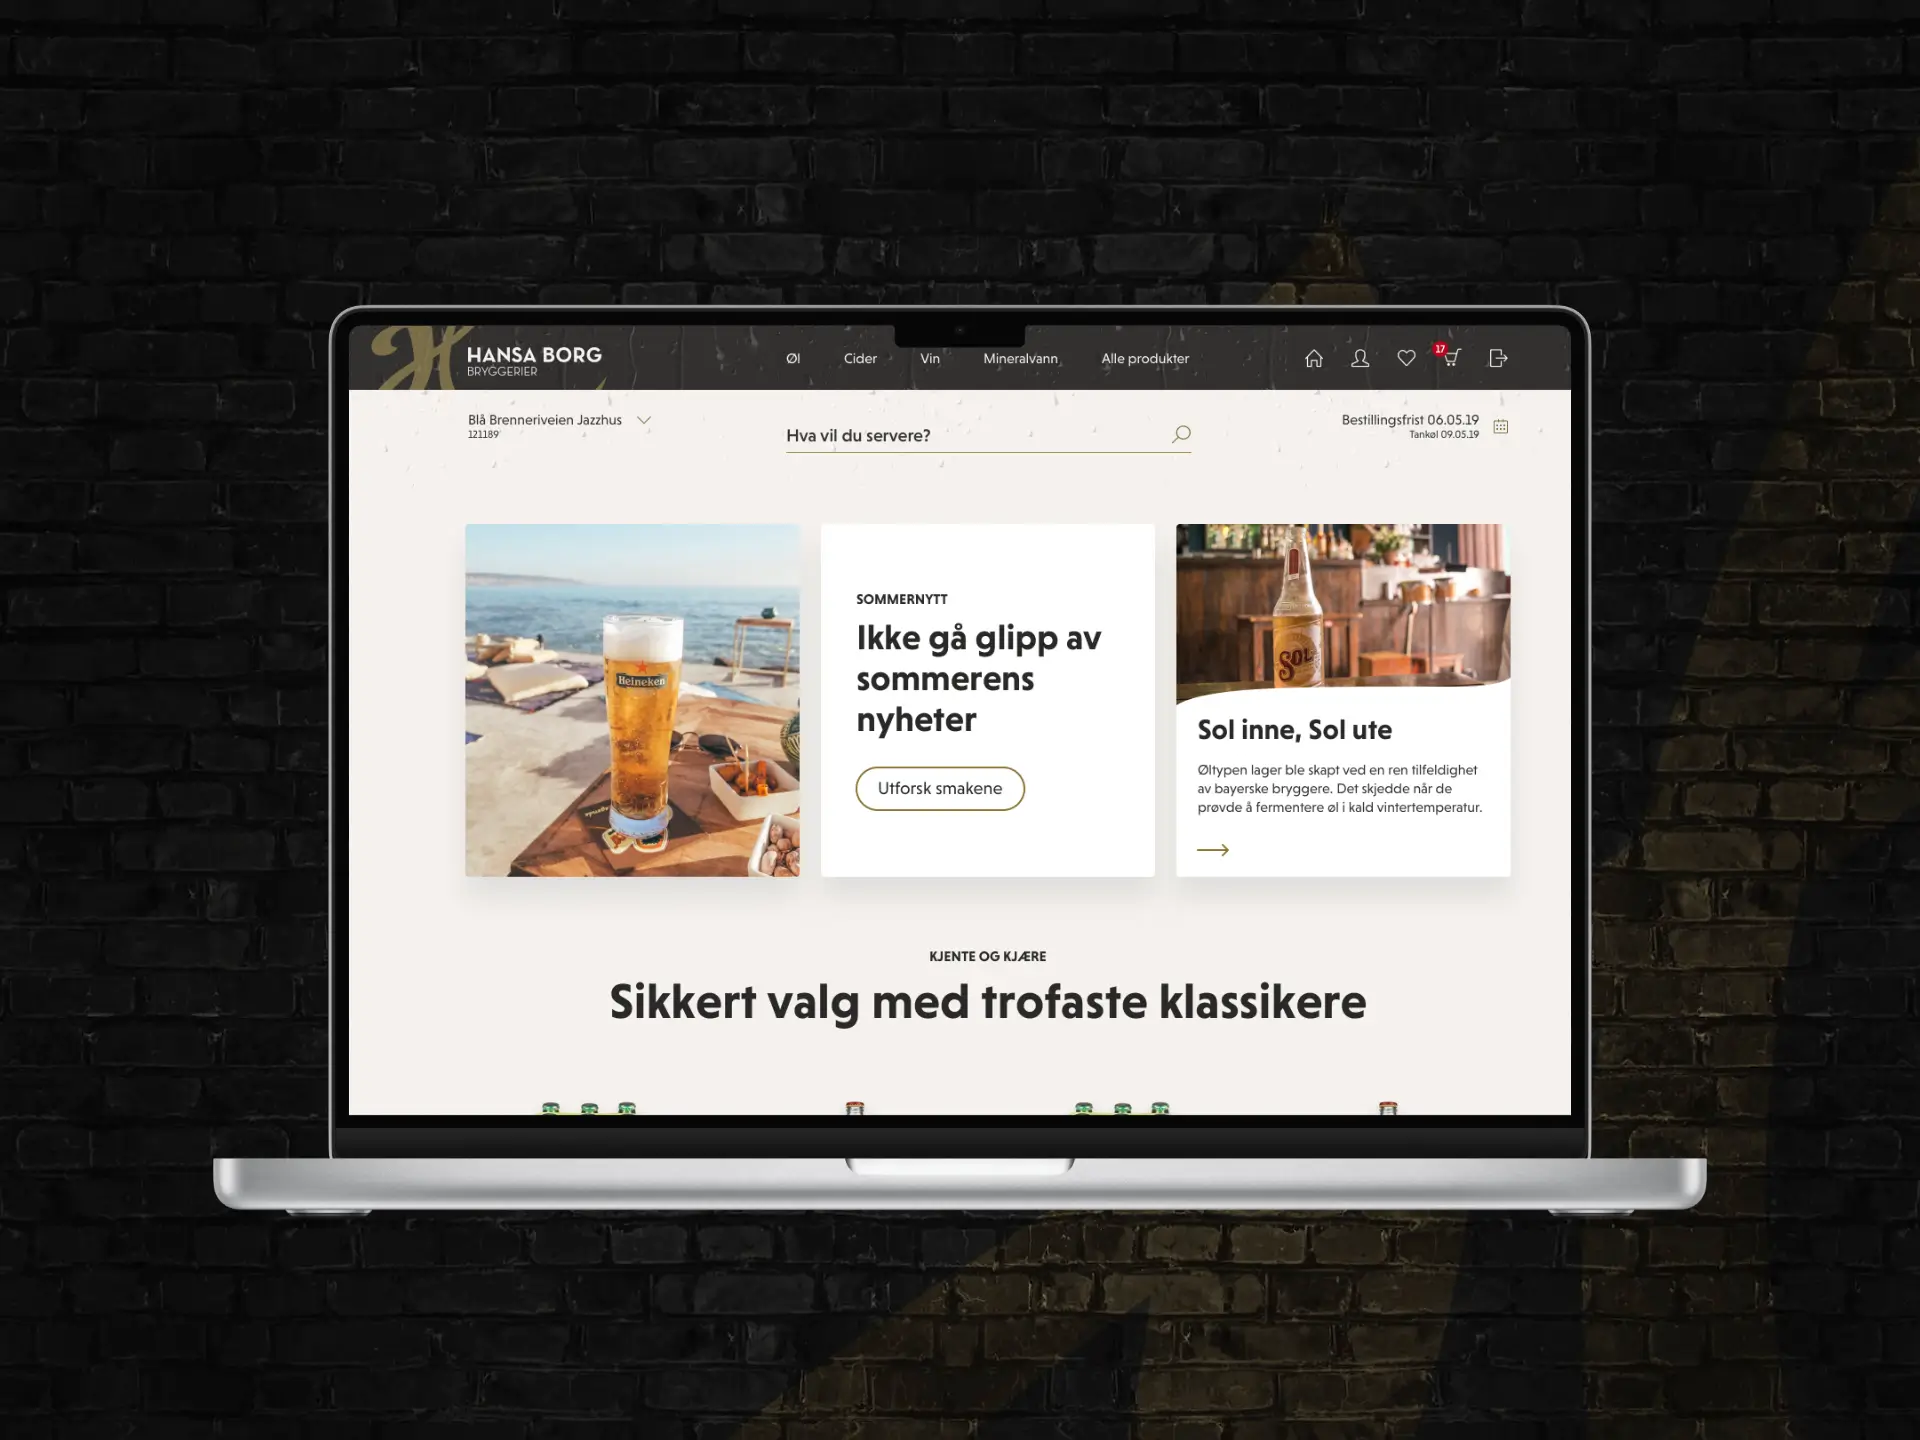 HANSA BORG
BRYGGERIER
Øl
Cider
Vin
Mineralvann
Alle produkter
17
Blå Brenneriveien Jazzhus
121189
Hva vil du servere?
Bestillingsfrist 06.05.19
Tankøl 09.05.19
Heineken
SOMMERNYTT
Ikke gå glipp av
sommerens
nyheter
Utforsk smakene
SOL
Sol inne, Sol ute
Øltypen lager ble skapt ved en ren tilfeldighet
av bayerske bryggere. Det skjedde når de
prøvde å fermentere øl i kald vintertemperatur.
KJENTE OG KJÆRE
Sikkert valg med trofaste klassikere